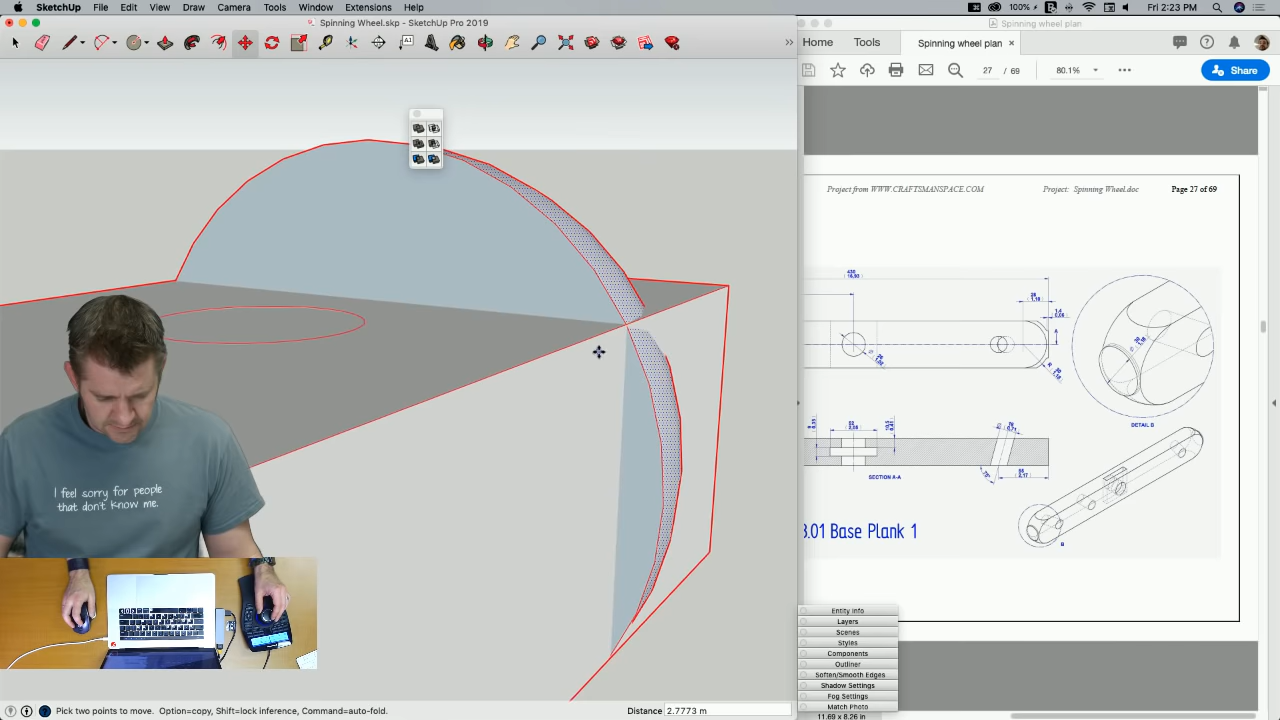 SketchUp File Edit View Draw Camera Tools Window Extensions Help
100% Fri 2:23 PM
Spinning Wheel.skp - SketchUp Pro 2019
Spinning wheel plan
Home Tools Spinning wheel plan ×
27 / 69 80.1% Share
Project from WWW.CRAFTSMANSPACE.COM Project: Spinning Wheel.doc Page 27 of 69
DETAIL B
SECTION A-A
3.01 Base Plank 1
I feel sorry for people
that don't know me.
Entity Info
Layers
Scenes
Styles
Components
Outliner
Soften/Smooth Edges
Shadow Settings
Fog Settings
Match Photo
11.69 x 8.26 in
Pick two points to move. Option=copy, Shift=lock inference, Command=auto-fold.
Distance 2.7773 m